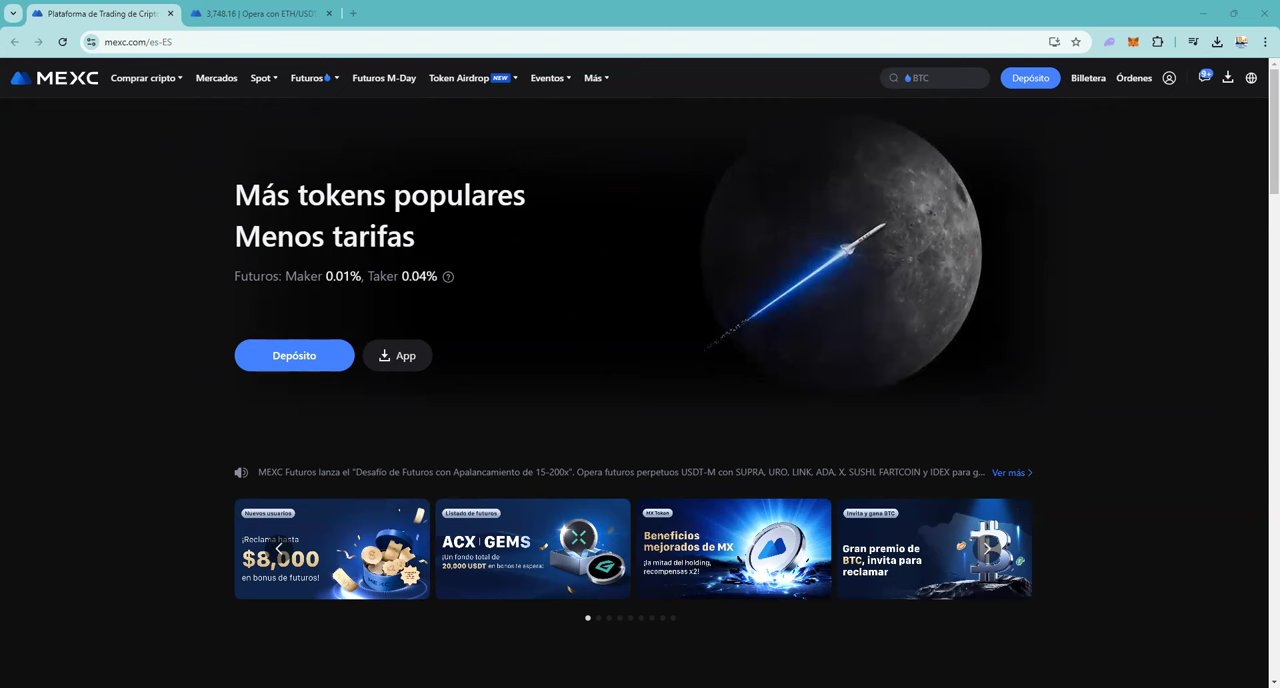 Plataforma de Trading de Cripto
3,748.16 | Opera con ETH/USDT
mexc.com/es-ES
MEXC
Comprar cripto
Mercados
Spot
Futuros
Futuros M-Day
Token Airdrop NEW
Eventos
Más
BTC
Depósito
Billetera
Órdenes
9+
Más tokens populares
Menos tarifas
Futuros: Maker 0.01%, Taker 0.04% ?
Depósito
App
MEXC Futuros lanza el "Desafío de Futuros con Apalancamiento de 15-200x". Opera futuros perpetuos USDT-M con SUPRA, URO, LINK, ADA, X, SUSHI, FARTCOIN y IDEX para g...
Ver más
Nuevos usuarios
¡Reclama hasta
$8,000
en bonus de futuros!
Listado de futuros
ACX | GEMS
¡Un fondo total de
20,000 USDT en bonos te espera!
MX Token
Beneficios
mejorados de MX
¡la mitad del holding,
recompensas x2!
Invita y gana BTC
Gran premio de
BTC, invita para
reclamar